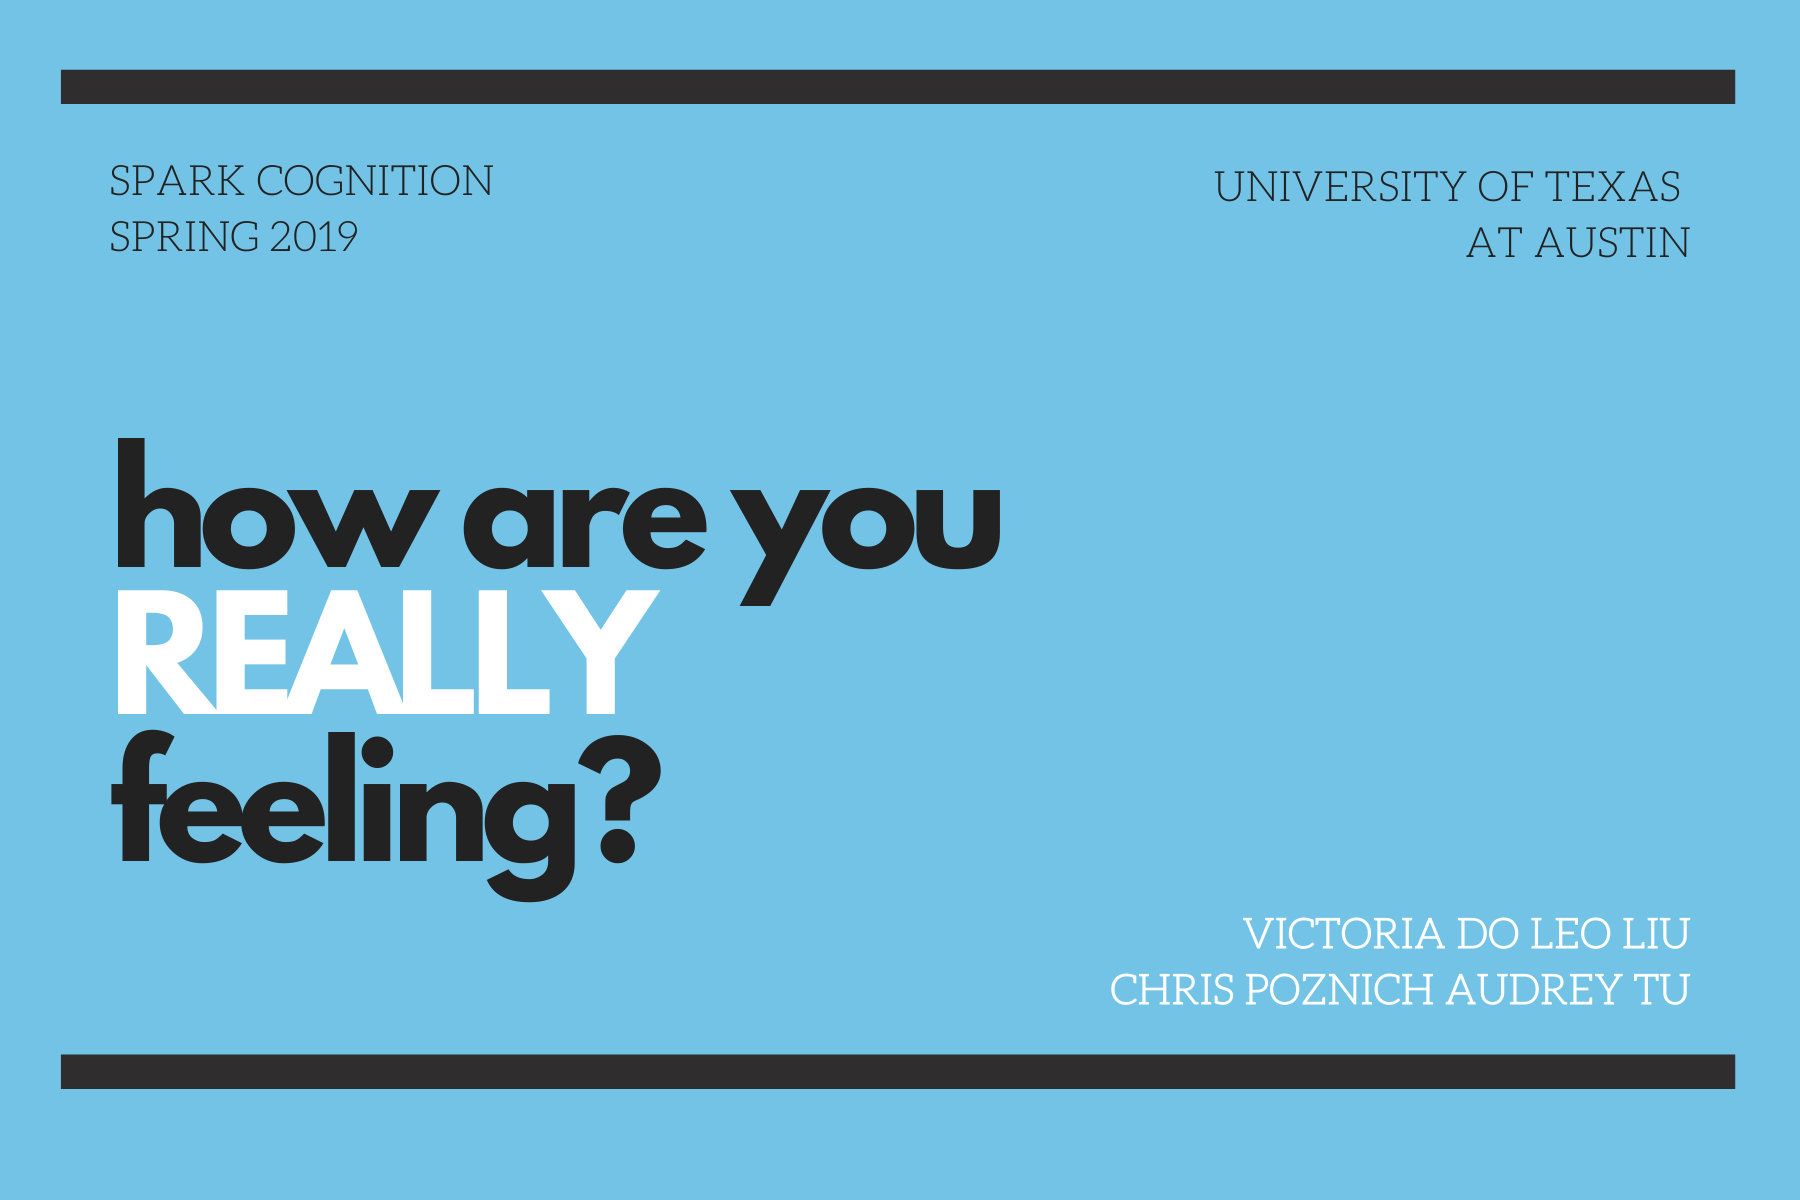 SPARK COGNITION
SPRING 2019
UNIVERSITY OF TEXAS
AT AUSTIN
how are you
REALLY
feeling?
VICTORIA DO LEO LIU
CHRIS POZNICH AUDREY TU